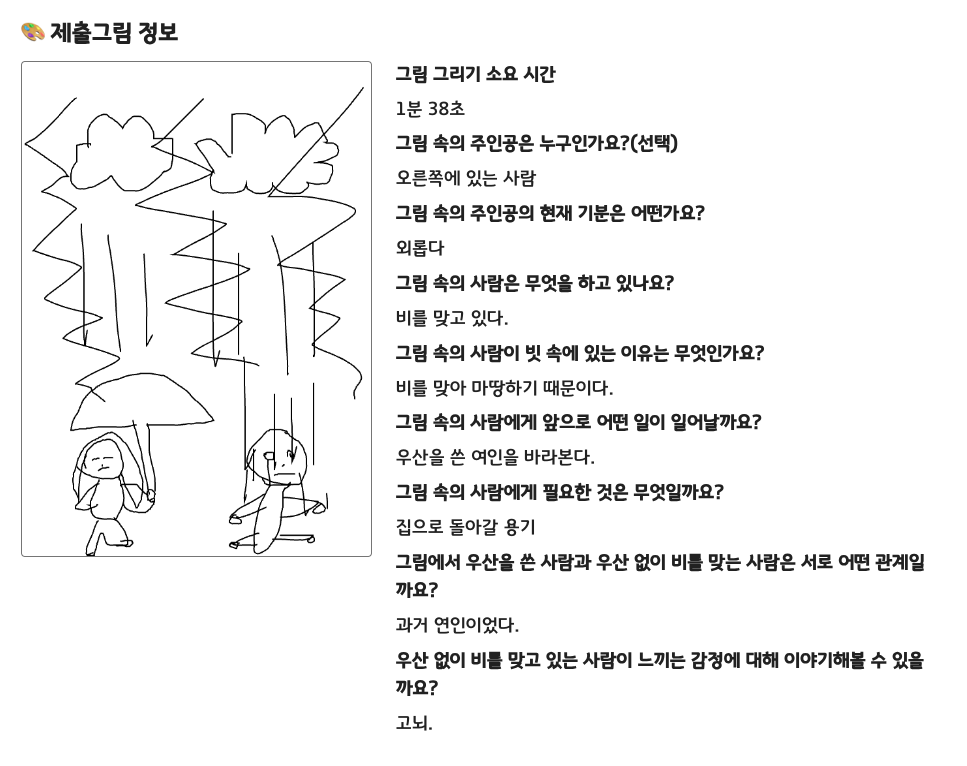 제출그림 정보
그림 그리기 소요 시간
1분 38초
그림 속의 주인공은 누구인가요?(선택)
오른쪽에 있는 사람
그림 속의 주인공의 현재 기분은 어떤가요?
외롭다
그림 속의 사람은 무엇을 하고 있나요?
비를 맞고 있다.
그림 속의 사람이 빗 속에 있는 이유는 무엇인가요?
비를 맞아 마땅하기 때문이다.
그림 속의 사람에게 앞으로 어떤 일이 일어날까요?
우산을 쓴 여인을 바라본다.
그림 속의 사람에게 필요한 것은 무엇일까요?
집으로 돌아갈 용기
그림에서 우산을 쓴 사람과 우산 없이 비를 맞는 사람은 서로 어떤 관계일
까요?
과거 연인이었다.
우산 없이 비를 맞고 있는 사람이 느끼는 감정에 대해 이야기해볼 수 있을
까요?
고뇌.